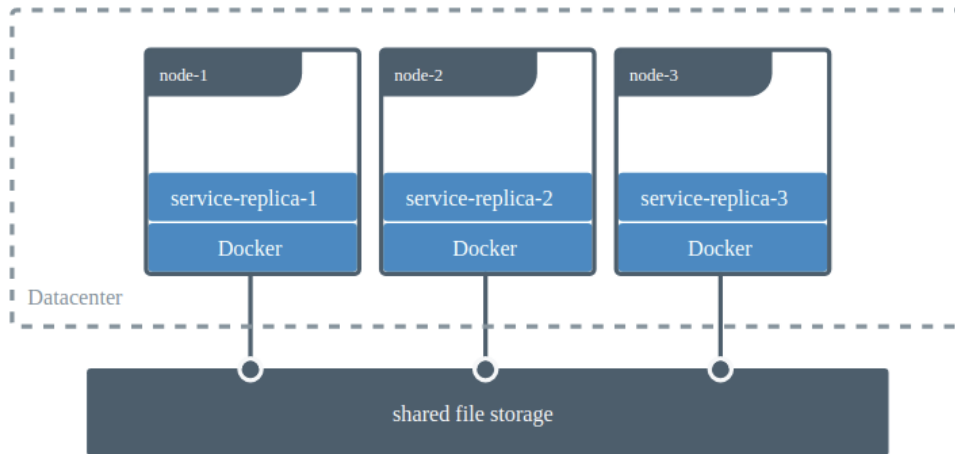 node-1
node-2
node-3
service-replica-1
service-replica-2
service-replica-3
Docker
Docker
Docker
Datacenter
shared file storage